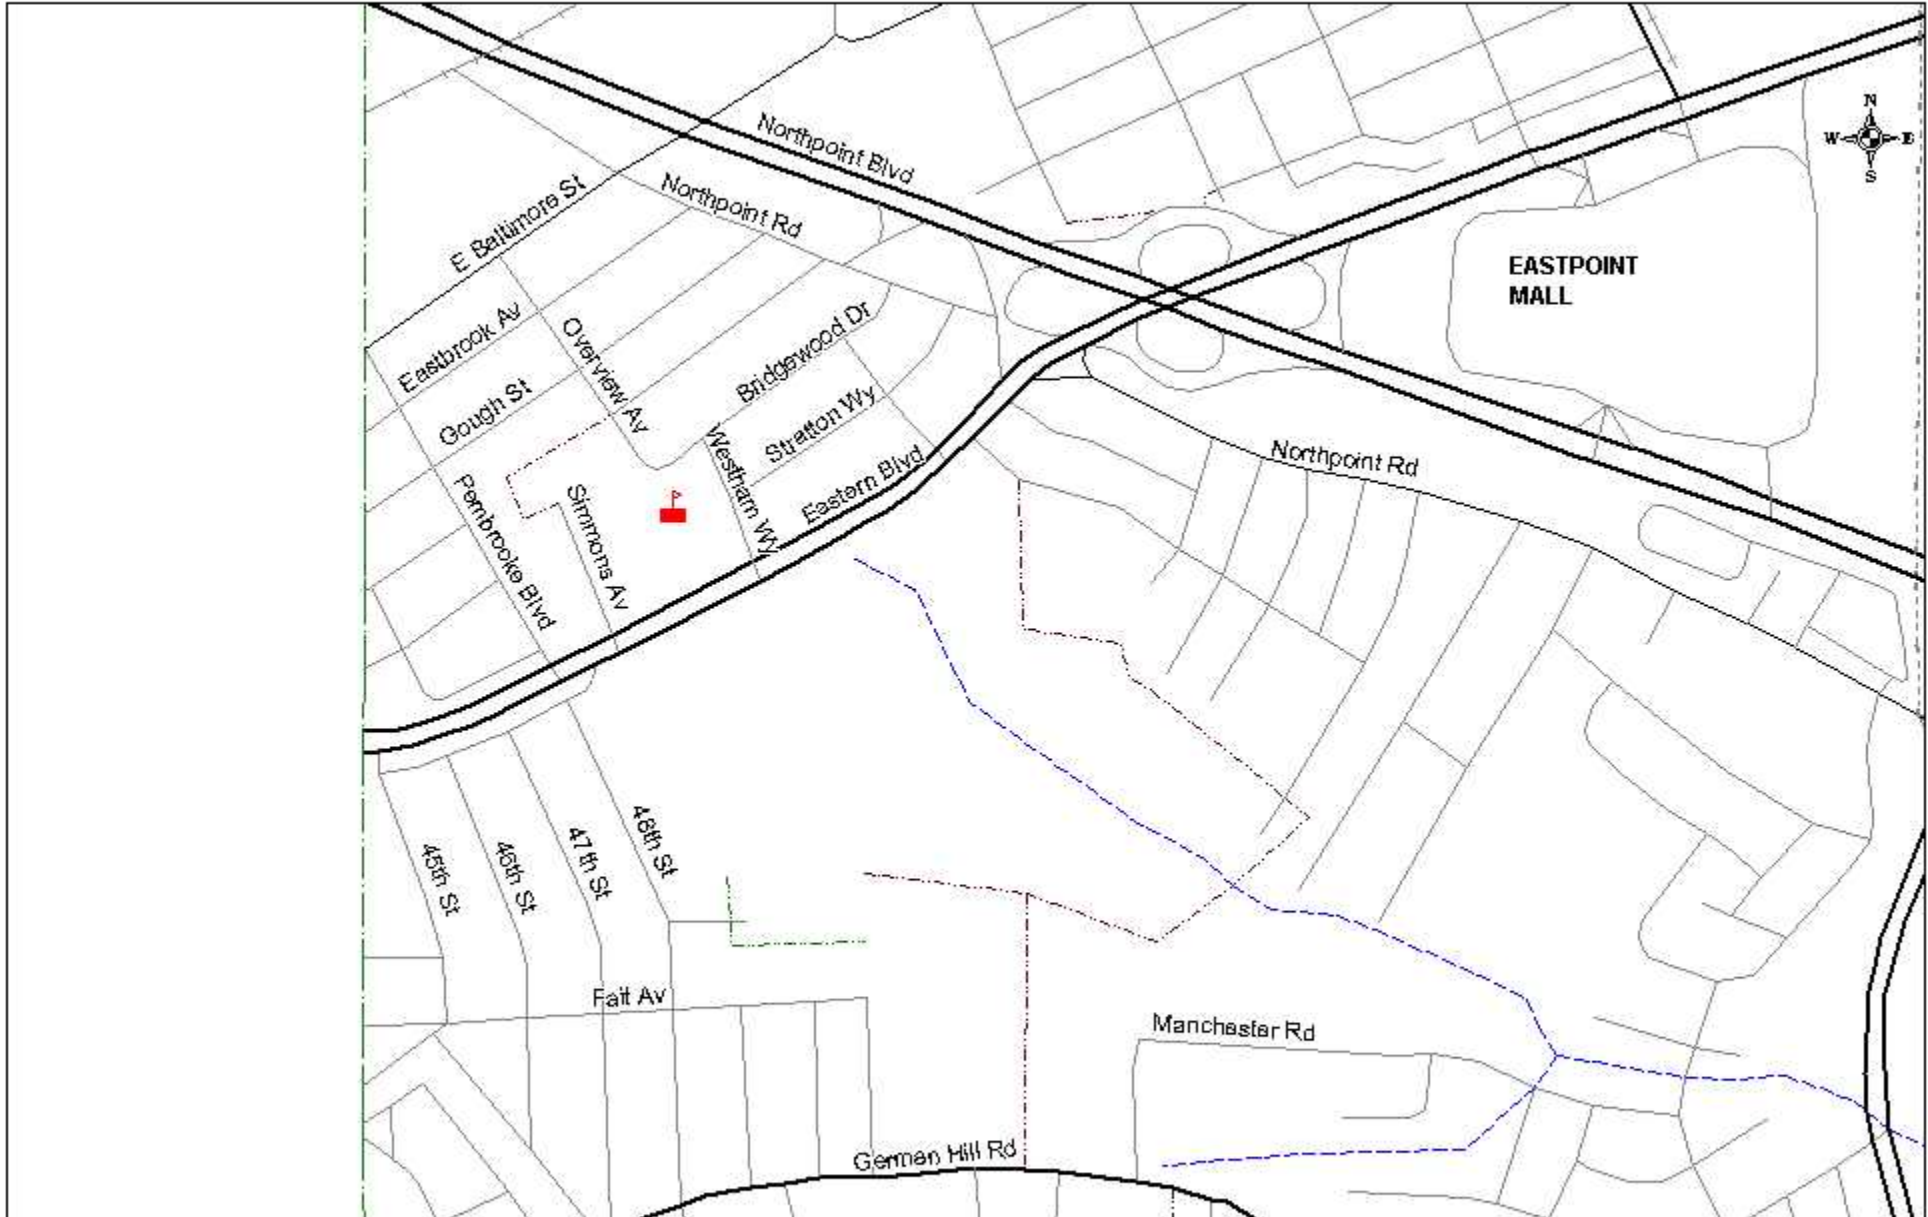 Northpoint Blvd
N
W E
S
E Baltimore St
Northpoint Rd
EASTPOINT
MALL
Eastbrook Av
Overview Av
Bridgewood Dr
Gough St
Stratton Wy
Westham Wy
Eastern Blvd
Northpoint Rd
Pembrooke Blvd
Simmons Av
45th St
46th St
47th St
48th St
Fait Av
Manchester Rd
German Hill Rd